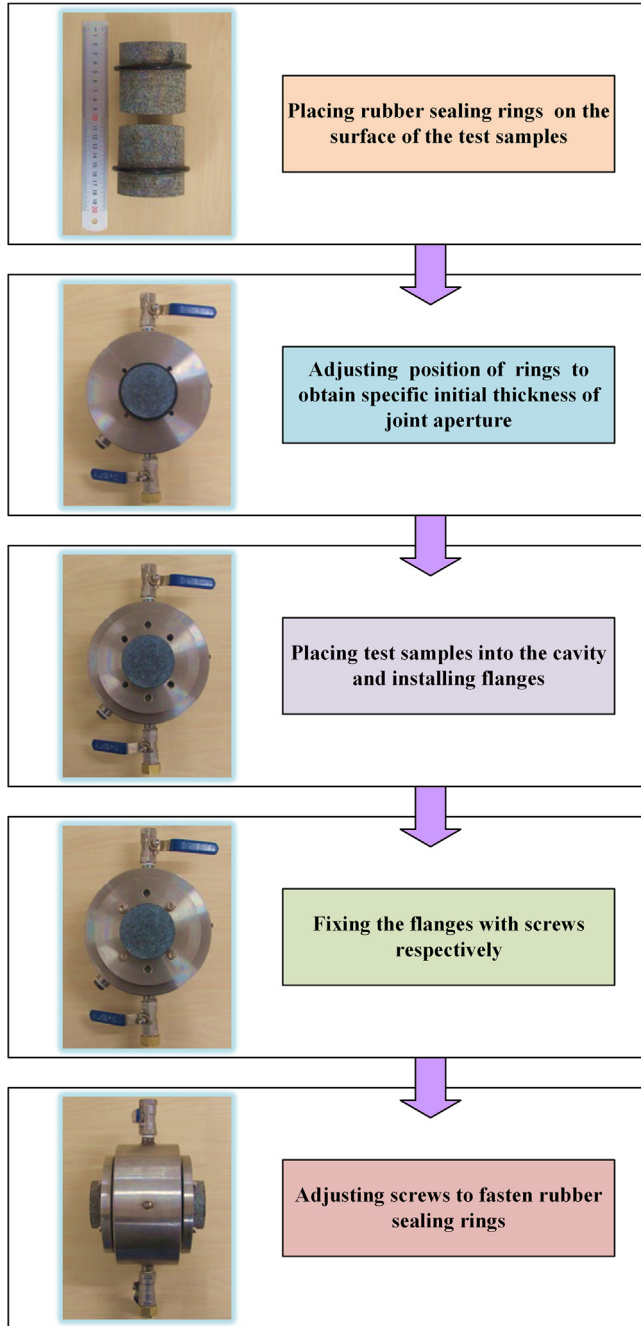 Placing rubber sealing rings on the
surface of the test samples
Adjusting position of rings to
obtain specific initial thickness of
joint aperture
Placing test samples into the cavity
and installing flanges
Fixing the flanges with screws
respectively
Adjusting screws to fasten rubber
sealing rings